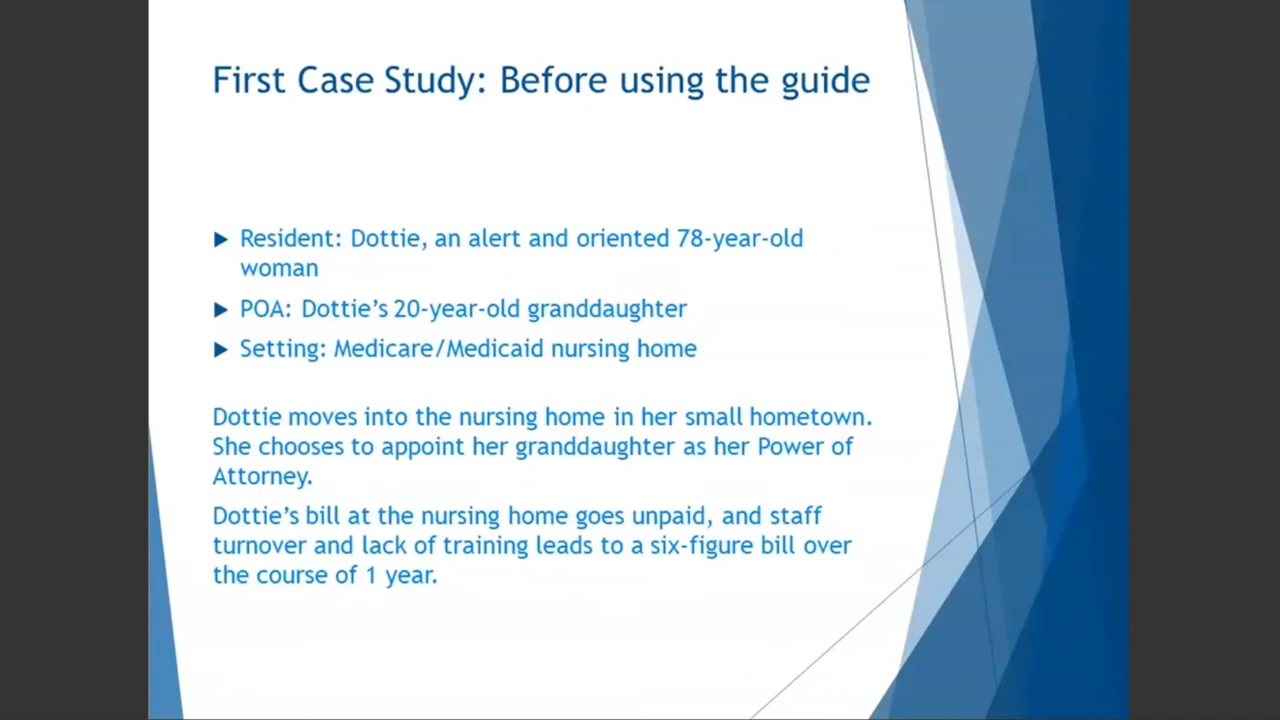 First Case Study: Before using the guide
Resident: Dottie, an alert and oriented 78-year-old
woman
POA: Dottie’s 20-year-old granddaughter
Setting: Medicare/Medicaid nursing home
Dottie moves into the nursing home in her small hometown.
She chooses to appoint her granddaughter as her Power of
Attorney.
Dottie’s bill at the nursing home goes unpaid, and staff
turnover and lack of training leads to a six-figure bill over
the course of 1 year.